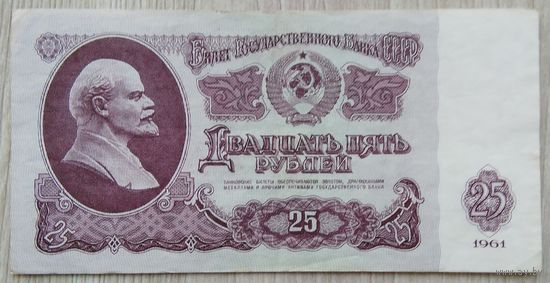 Билет Государственного Банка СССР
Двадцать пять
рублей
БАНКОВСКИЕ БИЛЕТЫ ОБЕСПЕЧИВАЮТСЯ ЗОЛОТОМ, ДРАГОЦЕННЫМИ
МЕТАЛЛАМИ И ПРОЧИМИ АКТИВАМИ ГОСУДАРСТВЕННОГО БАНКА
25
25
25
25
1961